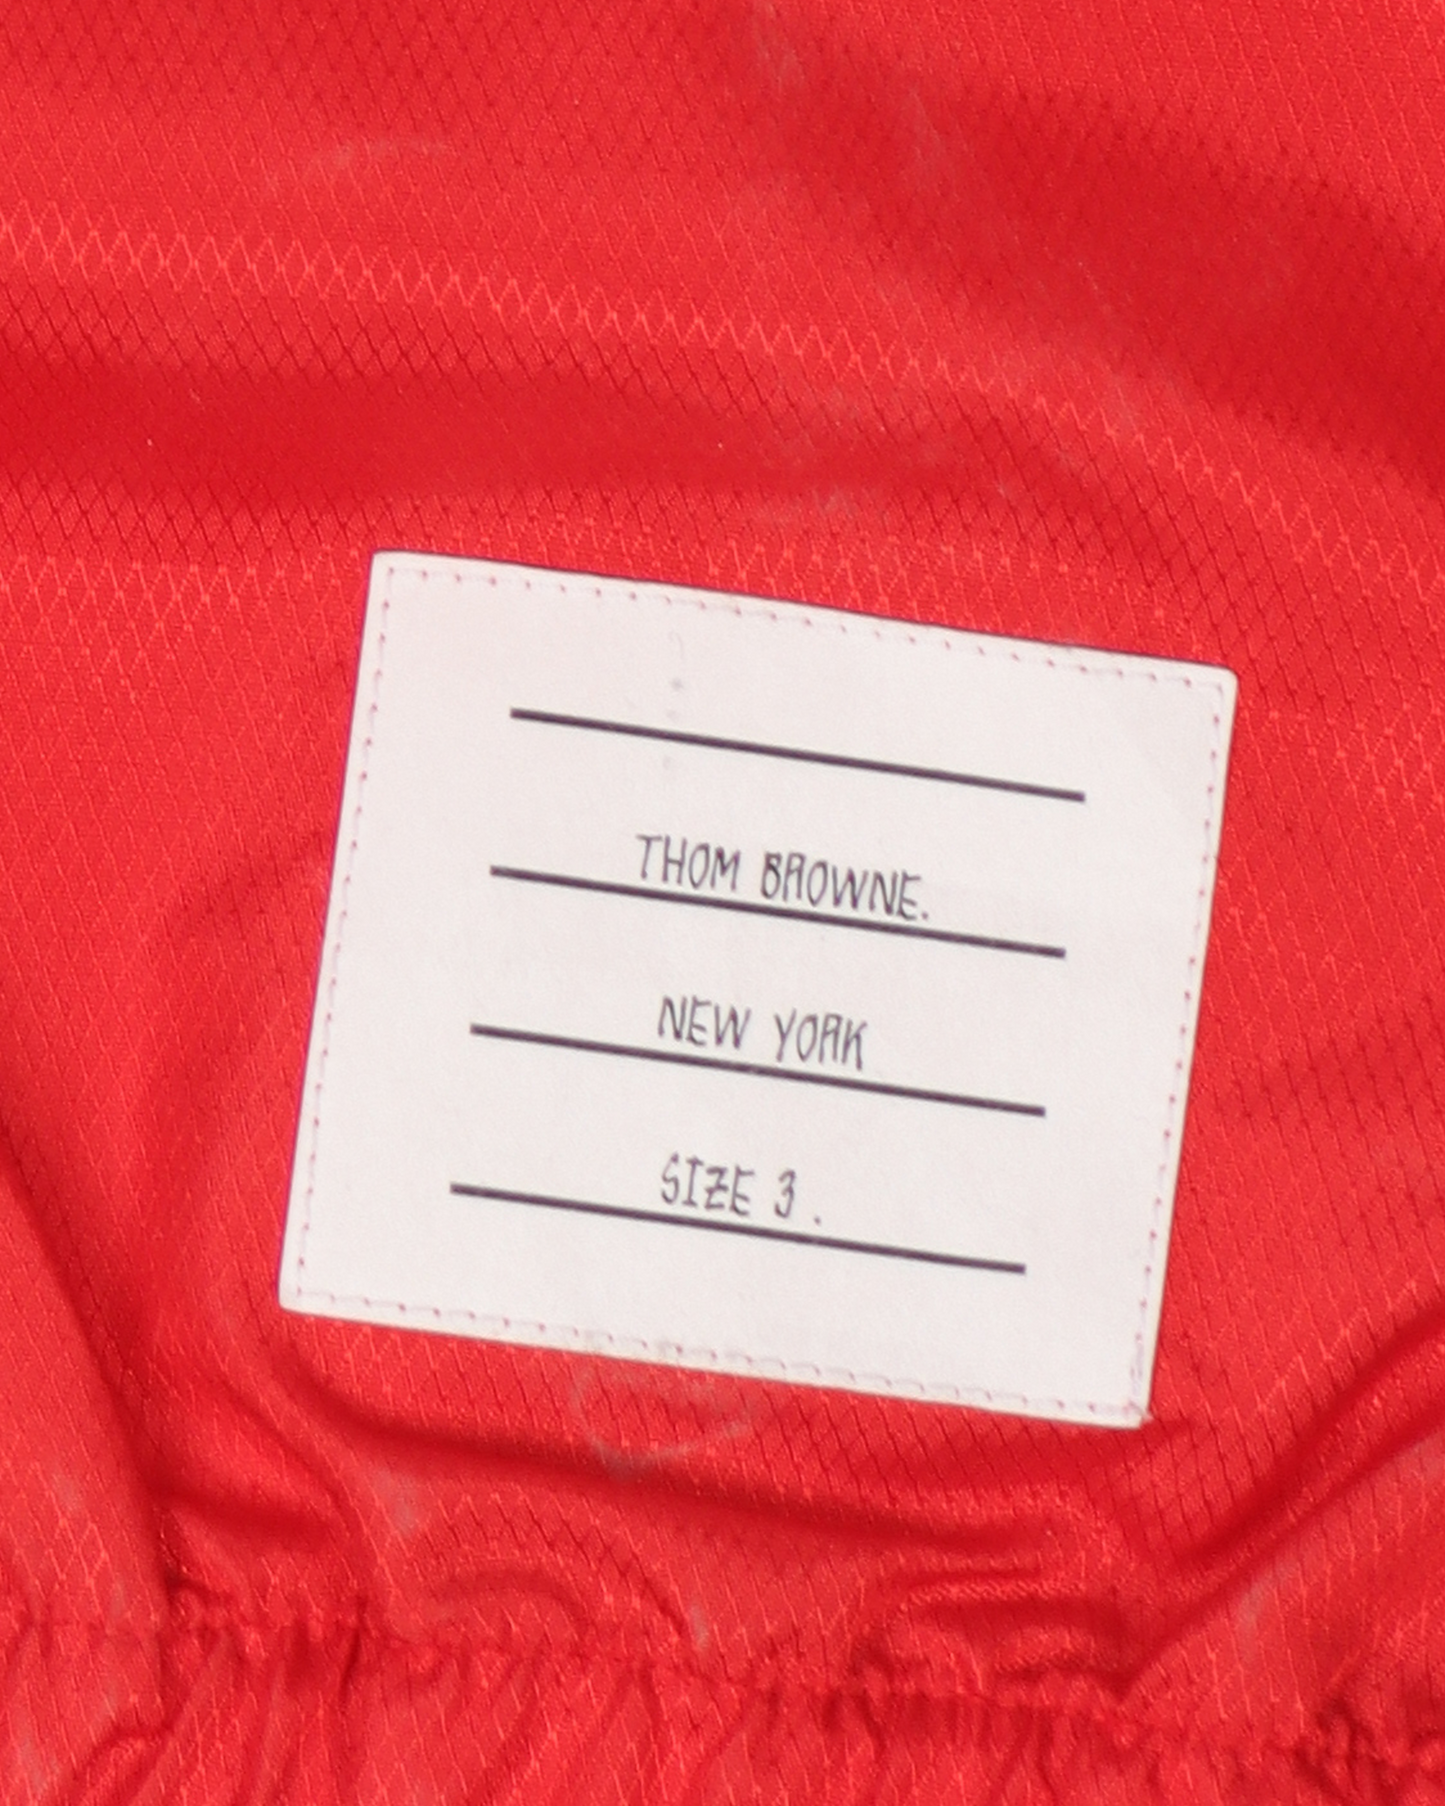 THOM BROWNE.
NEW YORK
SIZE 3 .